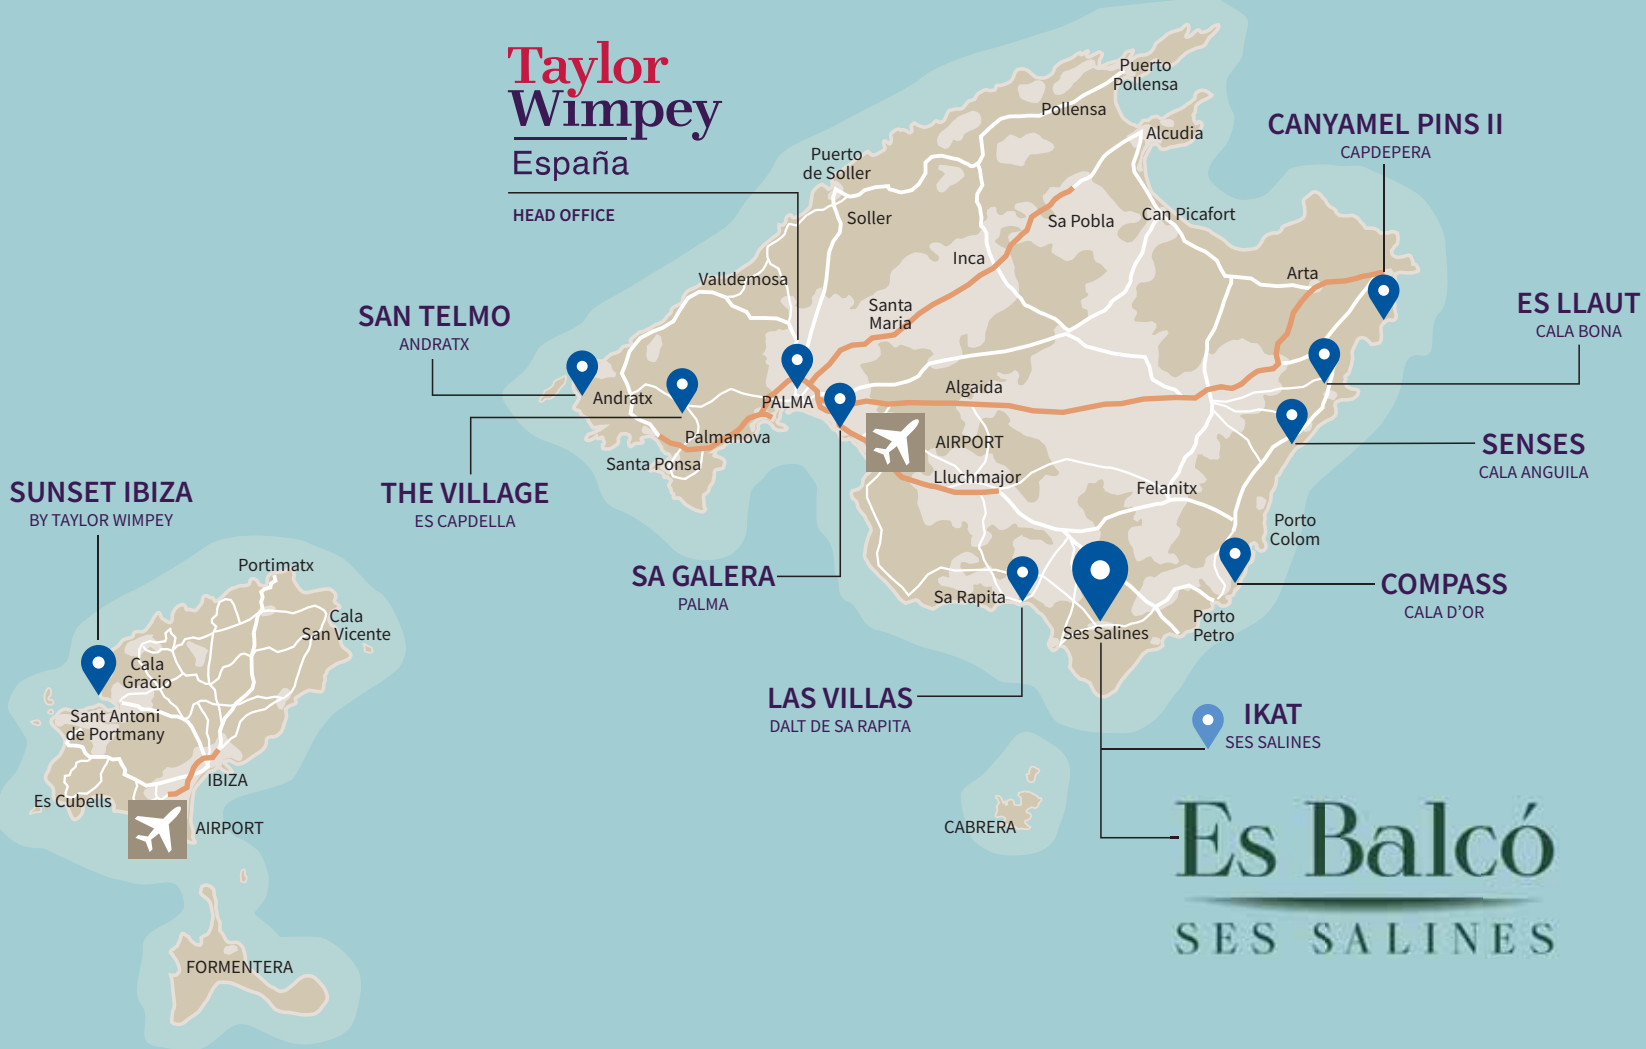 Taylor
Wimpey
España
HEAD OFFICE
Puerto
Pollensa
Pollensa
Alcudia
CANYAMEL PINS II
CAPDEPERA
Puerto
de Soller
Soller
Sa Pobla
Can Picafort
Inca
Arta
Valldemosa
Santa
Maria
SAN TELMO
ANDRATX
ES LLAUT
CALA BONA
Andratx
PALMA
Algaida
Palmanova
AIRPORT
SENSES
CALA ANGUILA
Santa Ponsa
Lluchmajor
Felanitx
SUNSET IBIZA
BY TAYLOR WIMPEY
THE VILLAGE
ES CAPDELLA
Porto
Colom
Portimatx
SA GALERA
PALMA
Sa Rapita
COMPASS
CALA D'OR
Cala
San Vicente
Ses Salines
Porto
Petro
Cala
Gracio
LAS VILLAS
DALT DE SA RAPITA
IKAT
SES SALINES
Sant Antoni
de Portmany
IBIZA
Es Cubells
AIRPORT
CABRERA
Es Balcó
SES SALINES
FORMENTERA